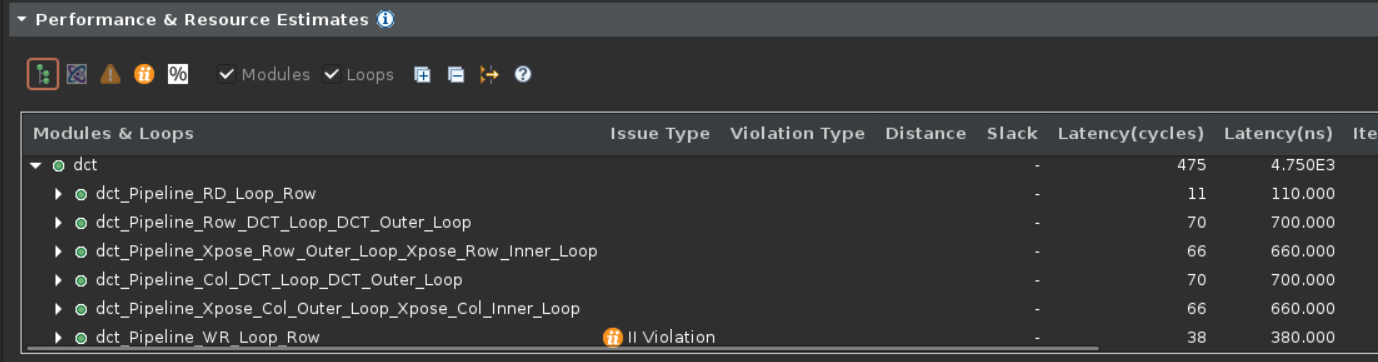 Performance & Resource Estimates
% Modules Loops
Modules & Loops Issue Type Violation Type Distance Slack Latency(cycles) Latency(ns) Ite
dct - 475 4.750E3
dct_Pipeline_RD_Loop_Row - 11 110.000
dct_Pipeline_Row_DCT_Loop_DCT_Outer_Loop - 70 700.000
dct_Pipeline_Xpose_Row_Outer_Loop_Xpose_Row_Inner_Loop - 66 660.000
dct_Pipeline_Col_DCT_Loop_DCT_Outer_Loop - 70 700.000
dct_Pipeline_Xpose_Col_Outer_Loop_Xpose_Col_Inner_Loop - 66 660.000
dct_Pipeline_WR_Loop_Row II Violation - 38 380.000